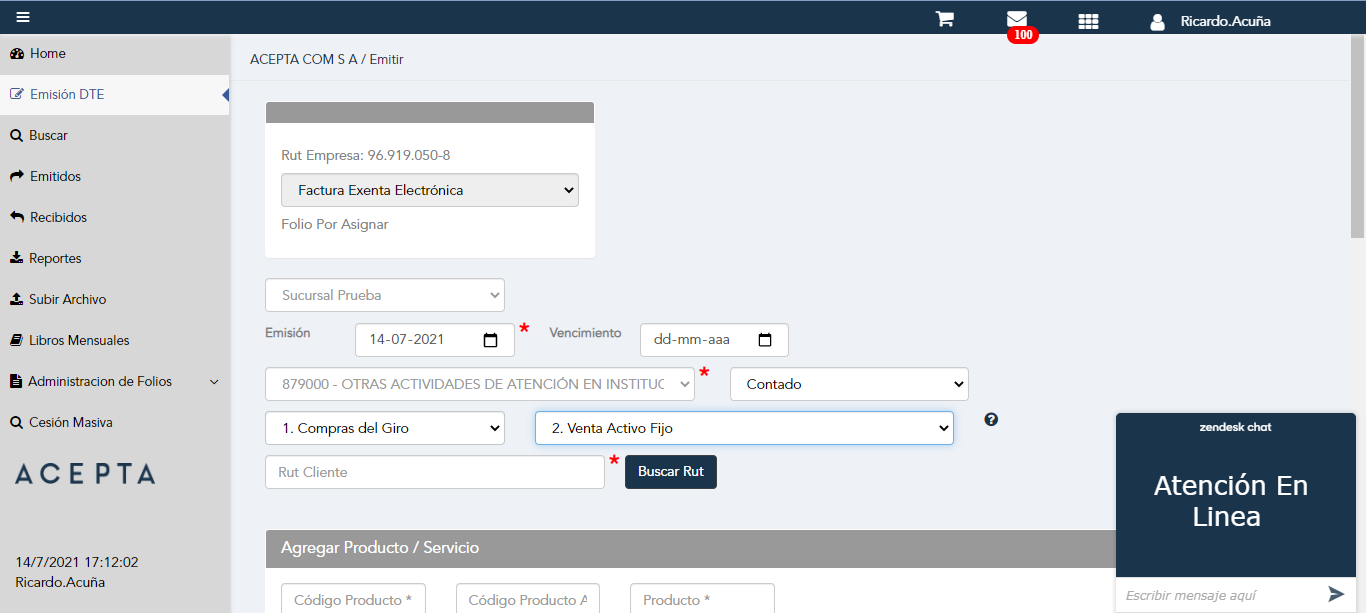 Ricardo.Acuña
100
Home
Emisión DTE
Buscar
Emitidos
Recibidos
Reportes
Subir Archivo
Libros Mensuales
Administracion de Folios
Cesión Masiva
ACEPTA
14/7/2021 17:12:02
Ricardo.Acuña
ACEPTA COM S A / Emitir
Rut Empresa: 96.919.050-8
Factura Exenta Electrónica
Folio Por Asignar
Sucursal Prueba
Emisión 14-07-2021 * Vencimiento dd-mm-aaa
879000 - OTRAS ACTIVIDADES DE ATENCIÓN EN INSTITUC * Contado
1. Compras del Giro 2. Venta Activo Fijo ?
Rut Cliente * Buscar Rut
Agregar Producto / Servicio
Código Producto * Código Producto A Producto *
zendesk chat
Atención En
Linea
Escribir mensaje aquí